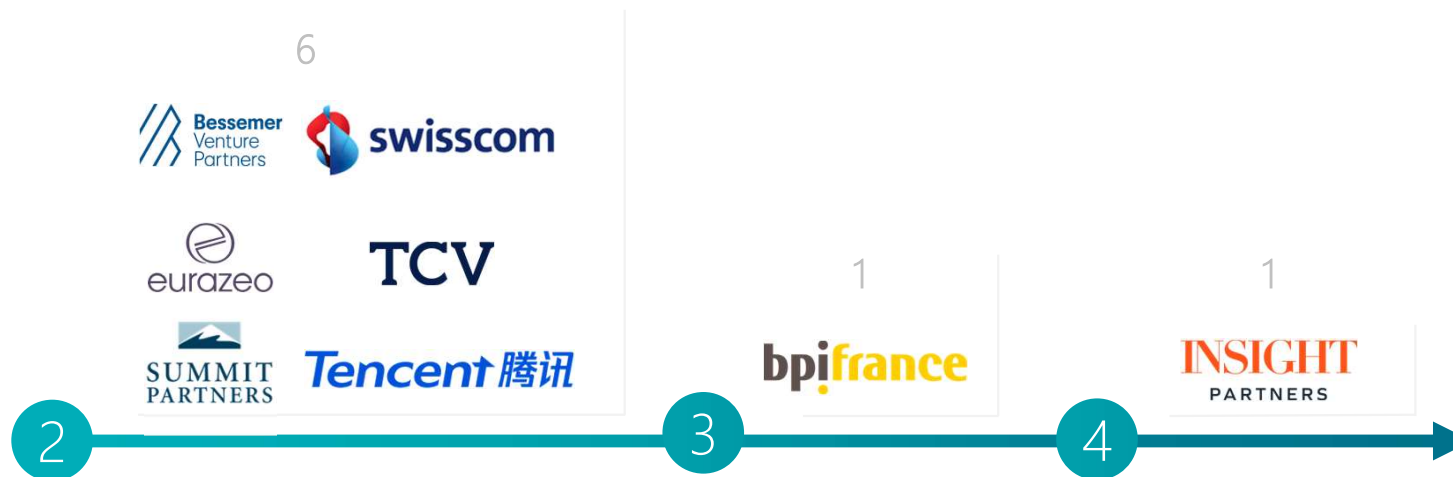 6
Bessemer
Venture
Partners
swisscom
eurazeo
TCV
SUMMIT
PARTNERS
Tencent 腾讯
1
bpifrance
1
INSIGHT
PARTNERS
2
3
4